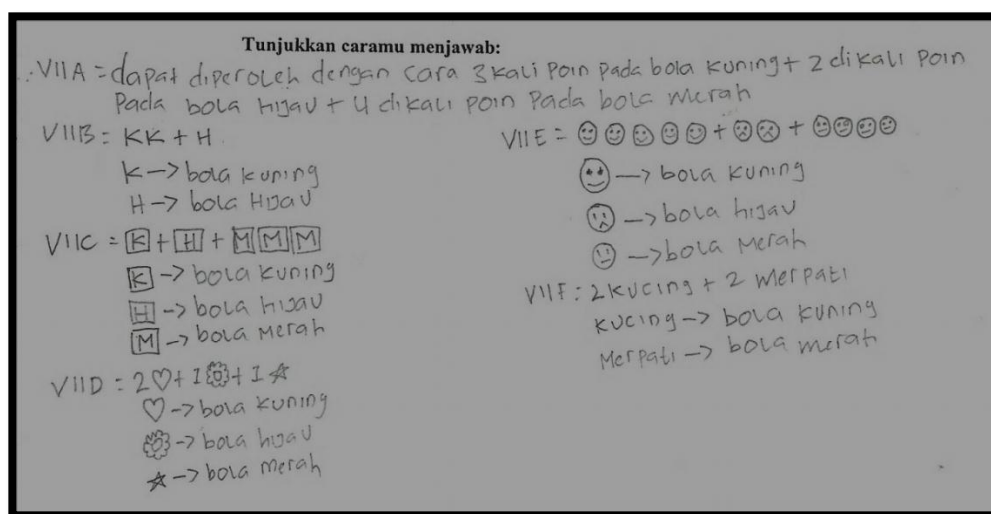 Tunjukkan caramu menjawab:
VIIA = dapat diperoleh dengan cara 3 kali poin pada bola kuning + 2 dikali poin
pada bola hijau + 4 dikali poin pada bola merah
VIIB = KK + H
K → bola kuning
H → bola Hijau
VIIC = K + H + M M M
K → bola kuning
H → bola hijau
M → bola merah
VIID = 2♡ + 1 + 1☆
♡ → bola kuning
→ bola hijau
☆ → bola merah
VIIE = ☺☺☺☺☺ + ☹☹ + 😐😐😐😐
☺ → bola kuning
☹ → bola hijau
😐 → bola merah
VIIF : 2 kucing + 2 merpati
kucing → bola kuning
Merpati → bola merah